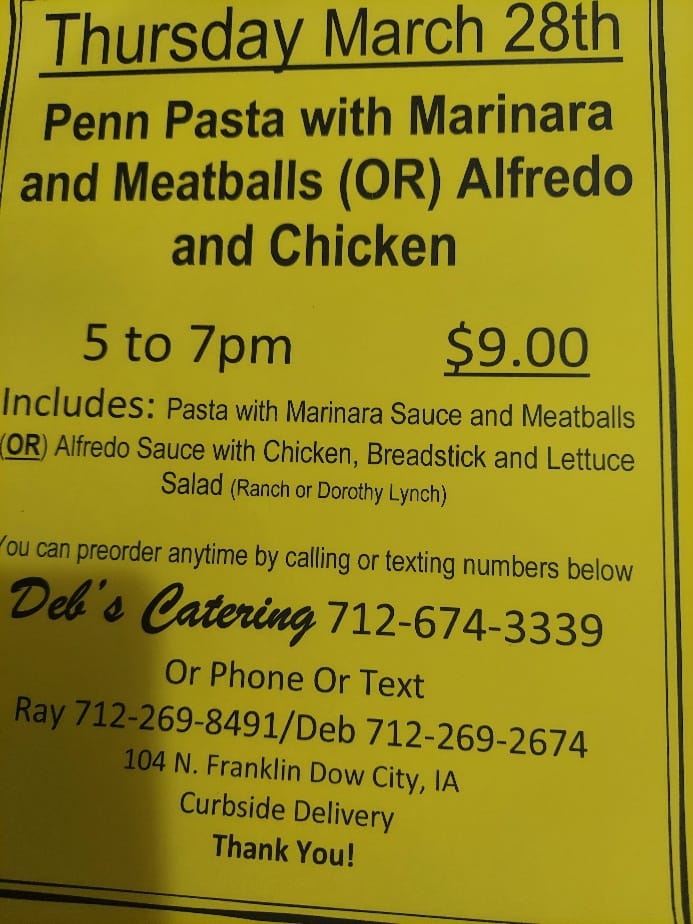 Thursday March 28th
Penn Pasta with Marinara
and Meatballs (OR) Alfredo
and Chicken
5 to 7pm $9.00
Includes: Pasta with Marinara Sauce and Meatballs
(OR) Alfredo Sauce with Chicken, Breadstick and Lettuce
Salad (Ranch or Dorothy Lynch)
You can preorder anytime by calling or texting numbers below
Deb's Catering 712-674-3339
Or Phone Or Text
Ray 712-269-8491/Deb 712-269-2674
104 N. Franklin Dow City, IA
Curbside Delivery
Thank You!